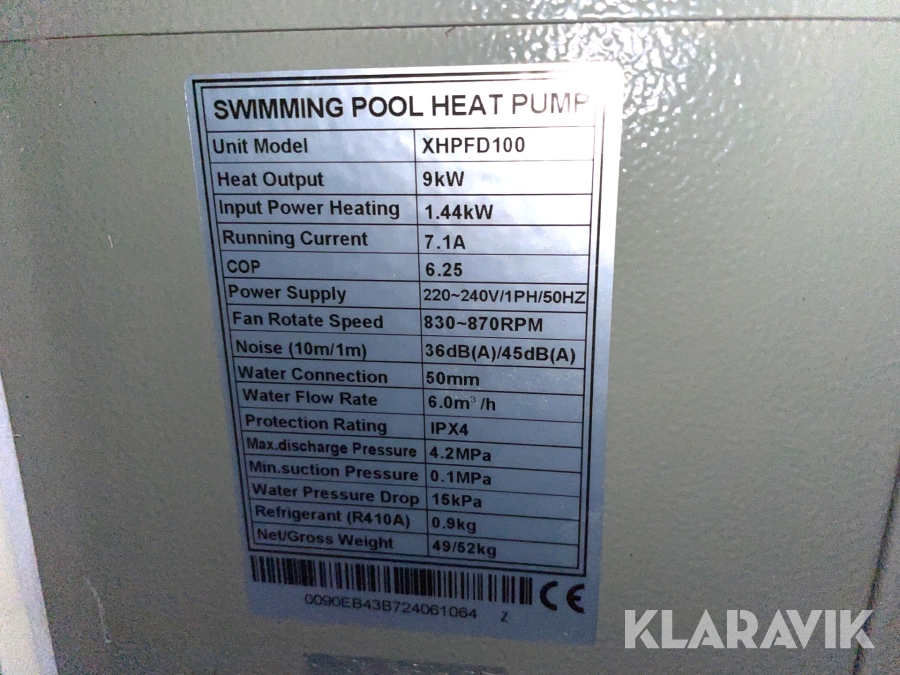 SWIMMING POOL HEAT PUMP
Unit Model XHPFD100
Heat Output 9kW
Input Power Heating 1.44kW
Running Current 7.1A
COP 6.25
Power Supply 220~240V/1PH/50HZ
Fan Rotate Speed 830~870RPM
Noise (10m/1m) 36dB(A)/45dB(A)
Water Connection 50mm
Water Flow Rate 6.0m³/h
Protection Rating IPX4
Max.discharge Pressure 4.2MPa
Min.suction Pressure 0.1MPa
Water Pressure Drop 15kPa
Refrigerant (R410A) 0.9kg
Net/Gross Weight 49/52kg
CE
0090EB43B724061064 Z
KLARAVIK